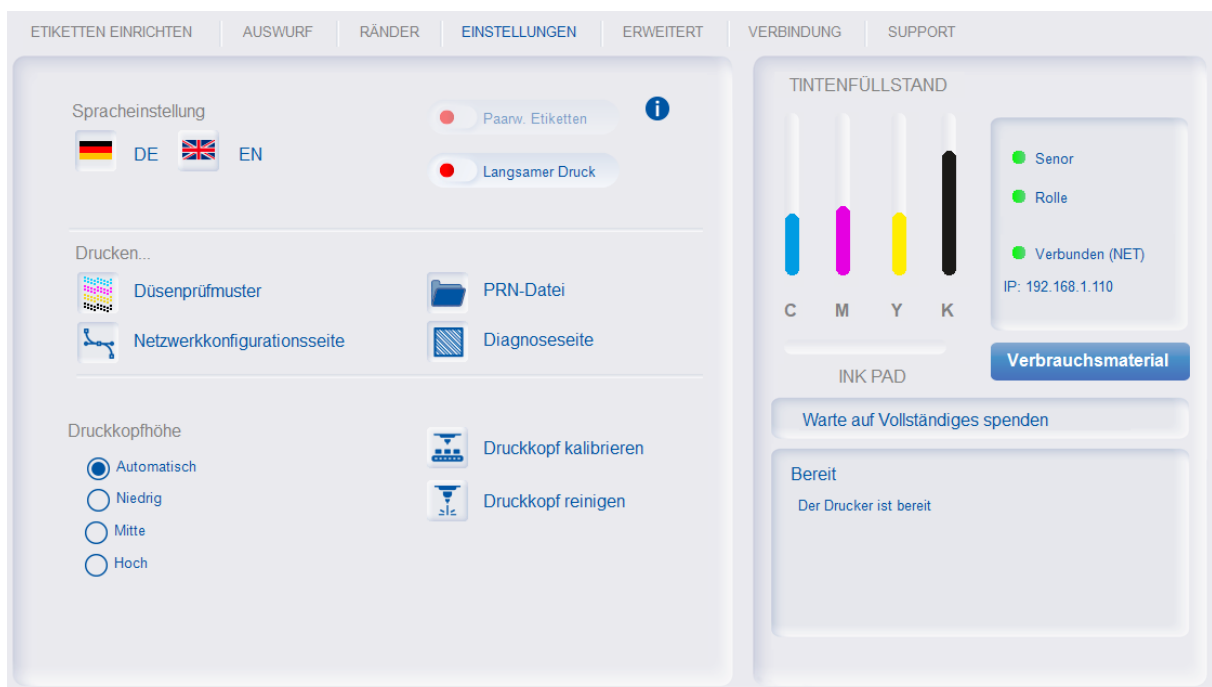 ETIKETTEN EINRICHTEN AUSWURF RÄNDER EINSTELLUNGEN ERWEITERT VERBINDUNG SUPPORT
Spracheinstellung
DE EN
Paarw. Etiketten
i
Langsamer Druck
Drucken...
Düsenprüfmuster
PRN-Datei
Netzwerkkonfigurationsseite
Diagnoseseite
Druckkopfhöhe
Automatisch
Niedrig
Mitte
Hoch
Druckkopf kalibrieren
Druckkopf reinigen
TINTENFÜLLSTAND
C M Y K
INK PAD
Senor
Rolle
Verbunden (NET)
IP: 192.168.1.110
Verbrauchsmaterial
Warte auf Vollständiges spenden
Bereit
Der Drucker ist bereit